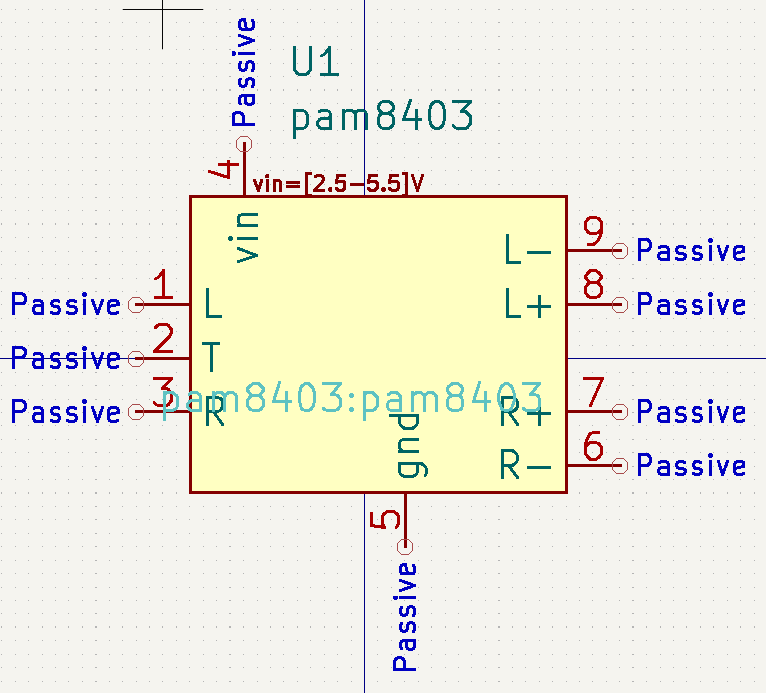 Passive
U1
pam8403
4
vin=[2.5-5.5]V
vin
L- 9 Passive
Passive 1 L
L+ 8 Passive
Passive 2 T
pam8403:pam8403
Passive 3 R
R+ 7 Passive
gnd
R- 6 Passive
5
Passive